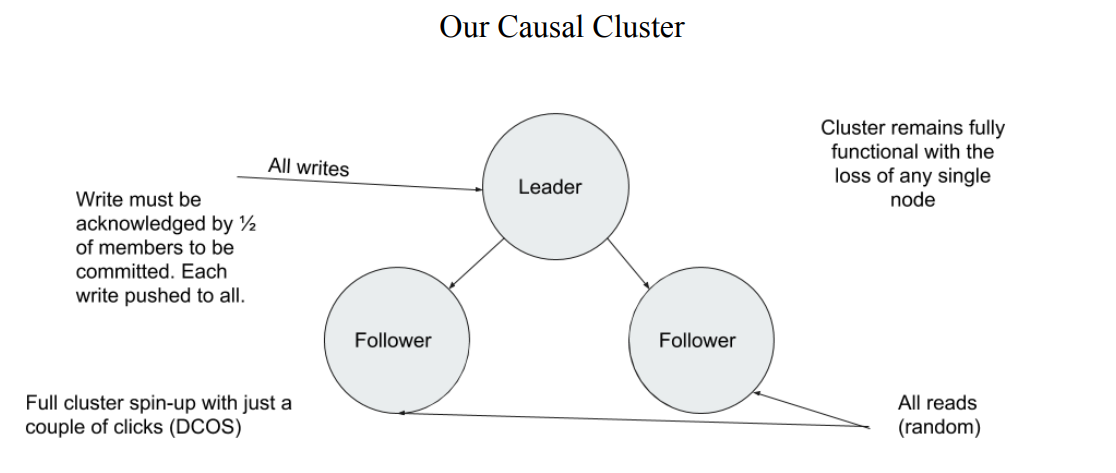 Our Causal Cluster
All writes
Leader
Cluster remains fully
functional with the
loss of any single
node
Write must be
acknowledged by ½
of members to be
committed. Each
write pushed to all.
Follower
Follower
Full cluster spin-up with just a
couple of clicks (DCOS)
All reads
(random)